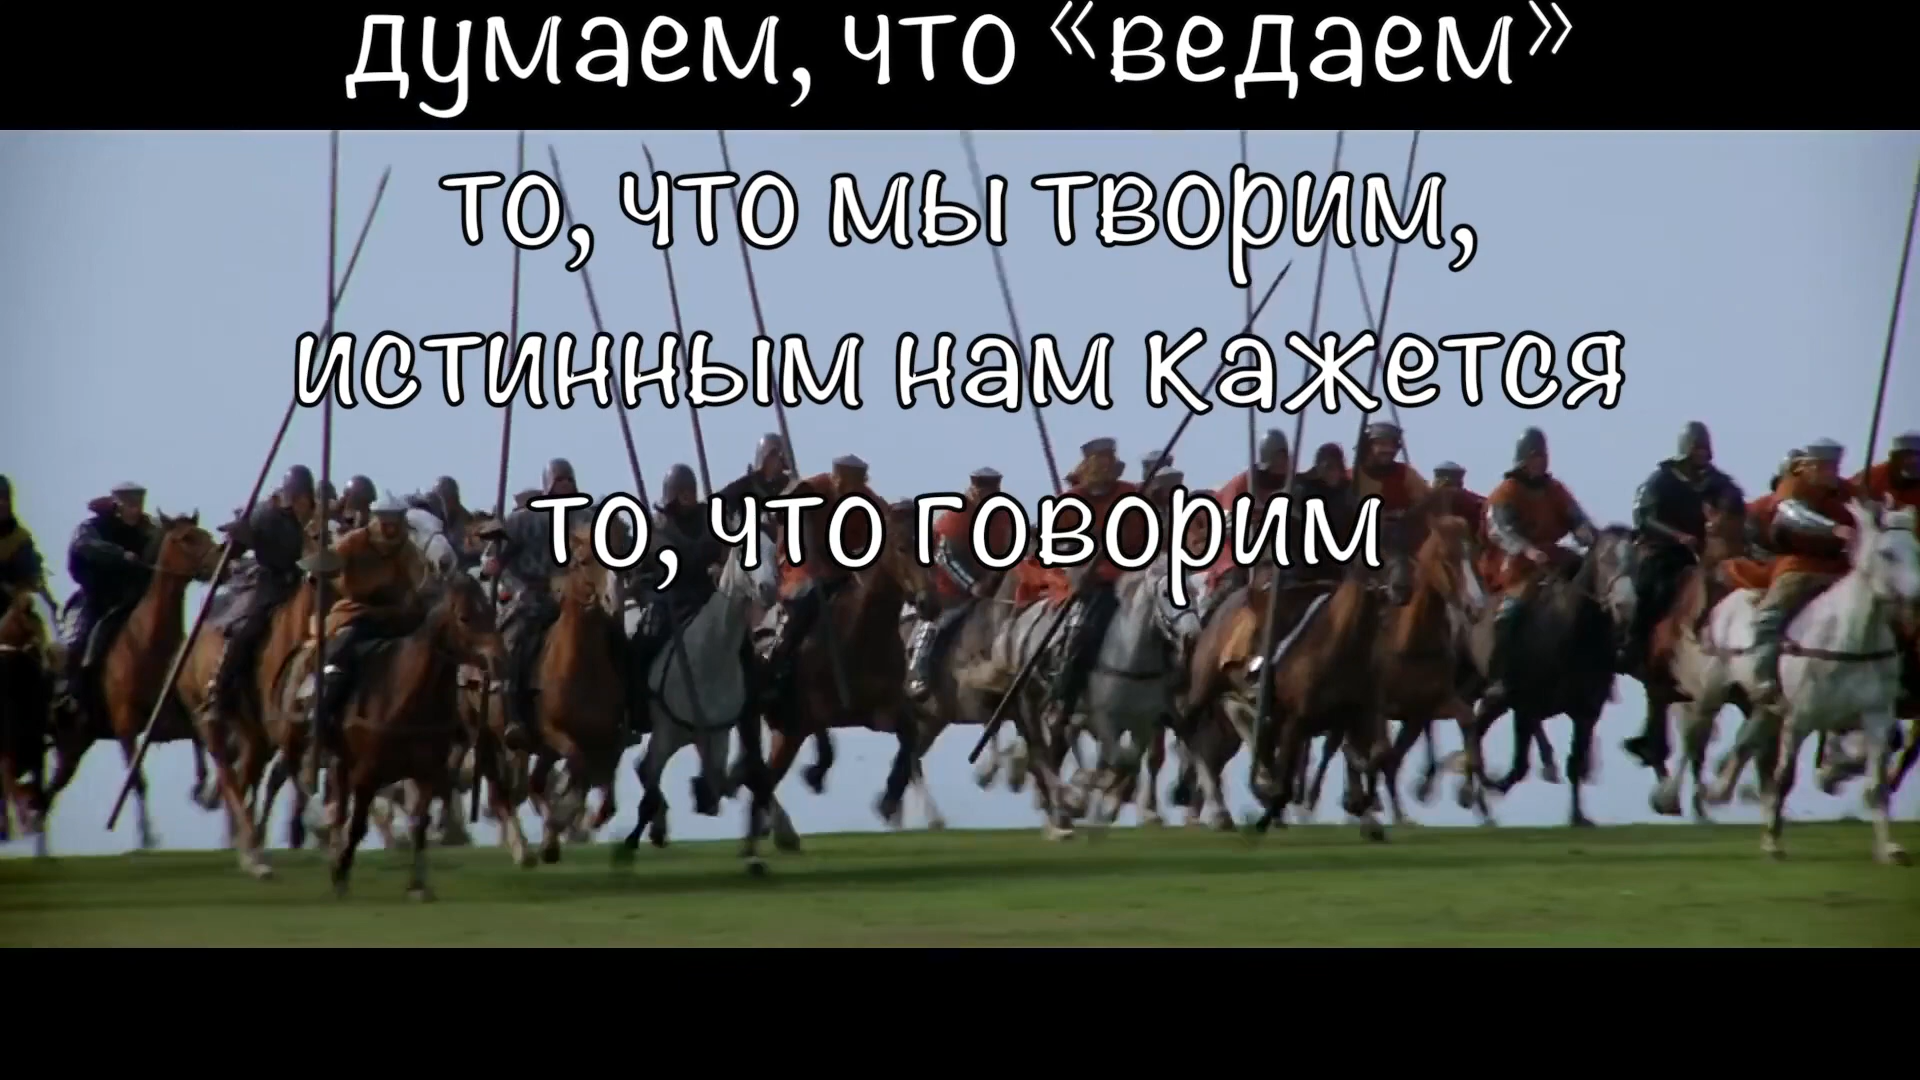 думаем, что «ведаем»
то, что мы творим,
истинным нам кажется
то, что говорим